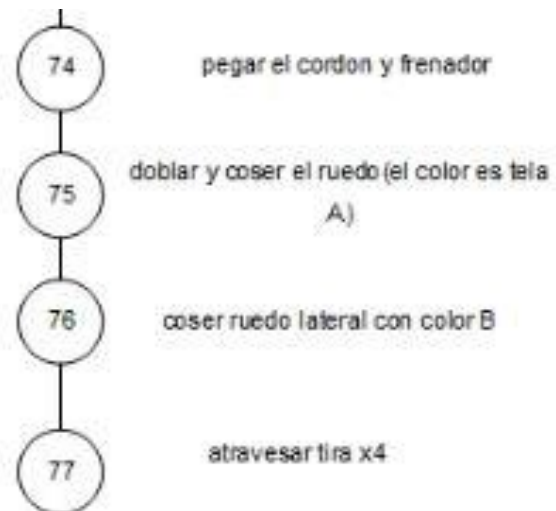 74 pegar el cordon y frenador
75 doblar y coser el ruedo (el color es tela
A)
76 coser ruedo lateral con color B
77 atravesar tira x4